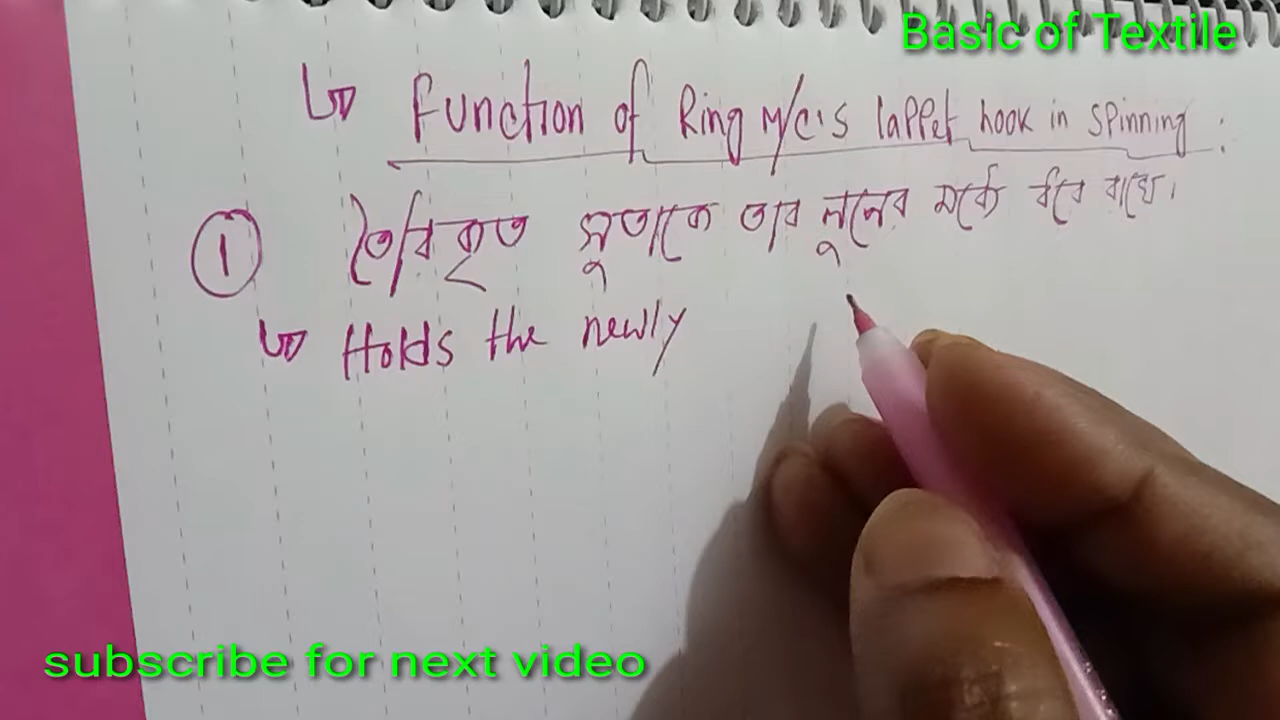 Basic of Textile
Function of Ring M/C's lappet hook in spinning :
① তৈরিকৃত সুতাকে তার লুপের মধ্যে ধরে রাখে।
Holds the newly
subscribe for next video